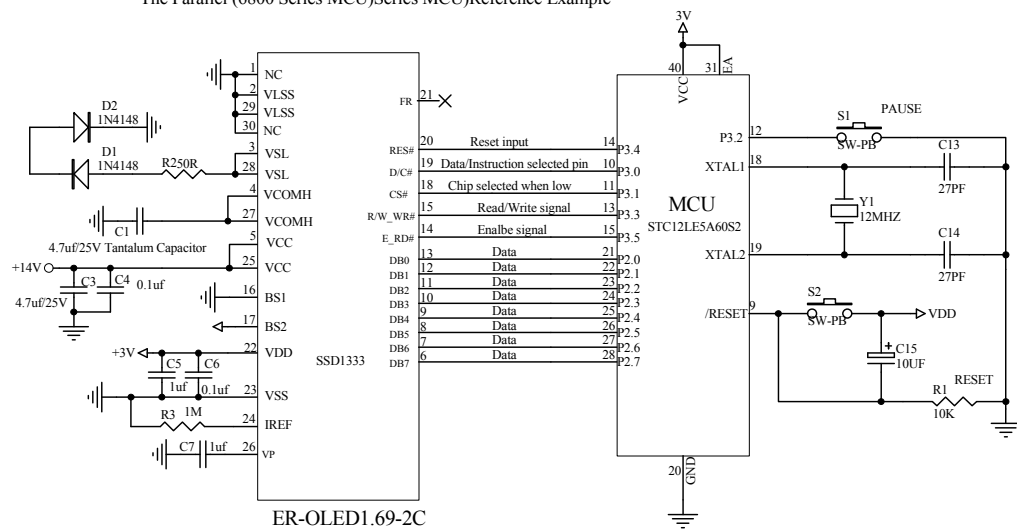 The Parallel (6800 Series MCU)Series MCU)Reference Example
3V
1 NC
2 VLSS
29 VLSS
30 NC
3 VSL
28 VSL
4 VCOMH
27 VCOMH
5 VCC
25 VCC
16 BS1
17 BS2
22 VDD
23 VSS
24 IREF
26 VP
D2
1N4148
D1
1N4148
R250R
C1
4.7uf/25V Tantalum Capacitor
+14V
C3
C4
0.1uf
4.7uf/25V
+3V
C5
C6
1uf
0.1uf
R3 1M
C7 1uf
SSD1333
FR 21
RES# 20 Reset input 14 P3.4
D/C# 19 Data/Instruction selected pin 10 P3.0
CS# 18 Chip selected when low 11 P3.1
R/W_WR# 15 Read/Write signal 13 P3.3
E_RD# 14 Enalbe signal 15 P3.5
DB0 13 Data 21 P2.0
DB1 12 Data 22 P2.1
DB2 11 Data 23 P2.2
DB3 10 Data 24 P2.3
DB4 9 Data 25 P2.4
DB5 8 Data 26 P2.5
DB6 7 Data 27 P2.6
DB7 6 Data 28 P2.7
40 VCC
31 EA
MCU
STC12LE5A60S2
P3.2 12
XTAL1 18
XTAL2 19
/RESET 9
20 GND
S1 PAUSE
SW-PB
C13
27PF
Y1
12MHZ
C14
27PF
S2
SW-PB
VDD
C15
10UF
+
R1 RESET
10K
ER-OLED1.69-2C